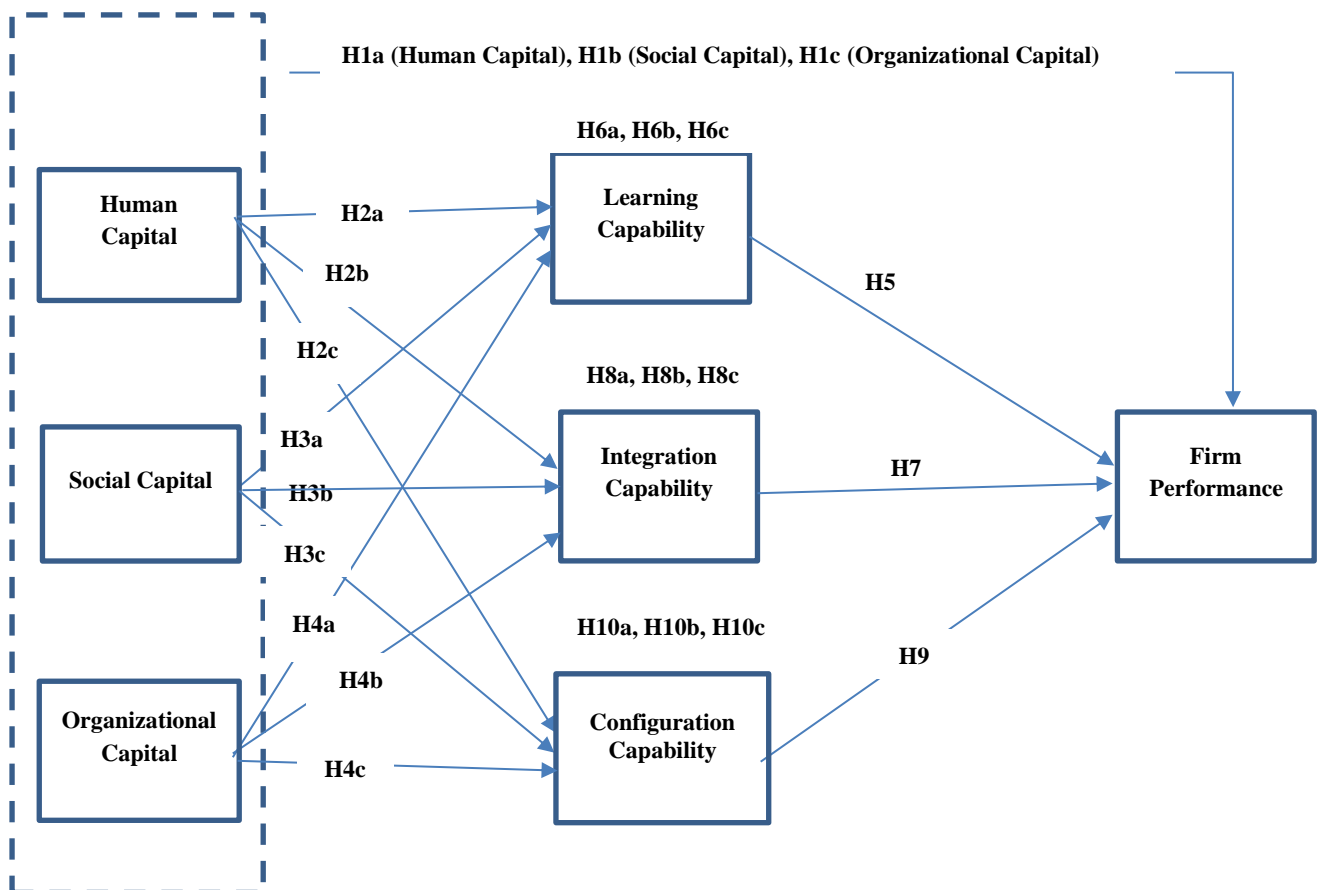 H1a (Human Capital), H1b (Social Capital), H1c (Organizational Capital)
H6a, H6b, H6c
Human
Capital
Learning
Capability
H2a
H2b
H5
H2c
H8a, H8b, H8c
H3a
Social Capital
Integration
Capability
H7
Firm
Performance
H3b
H3c
H4a
H10a, H10b, H10c
H4b
H9
Organizational
Capital
Configuration
Capability
H4c